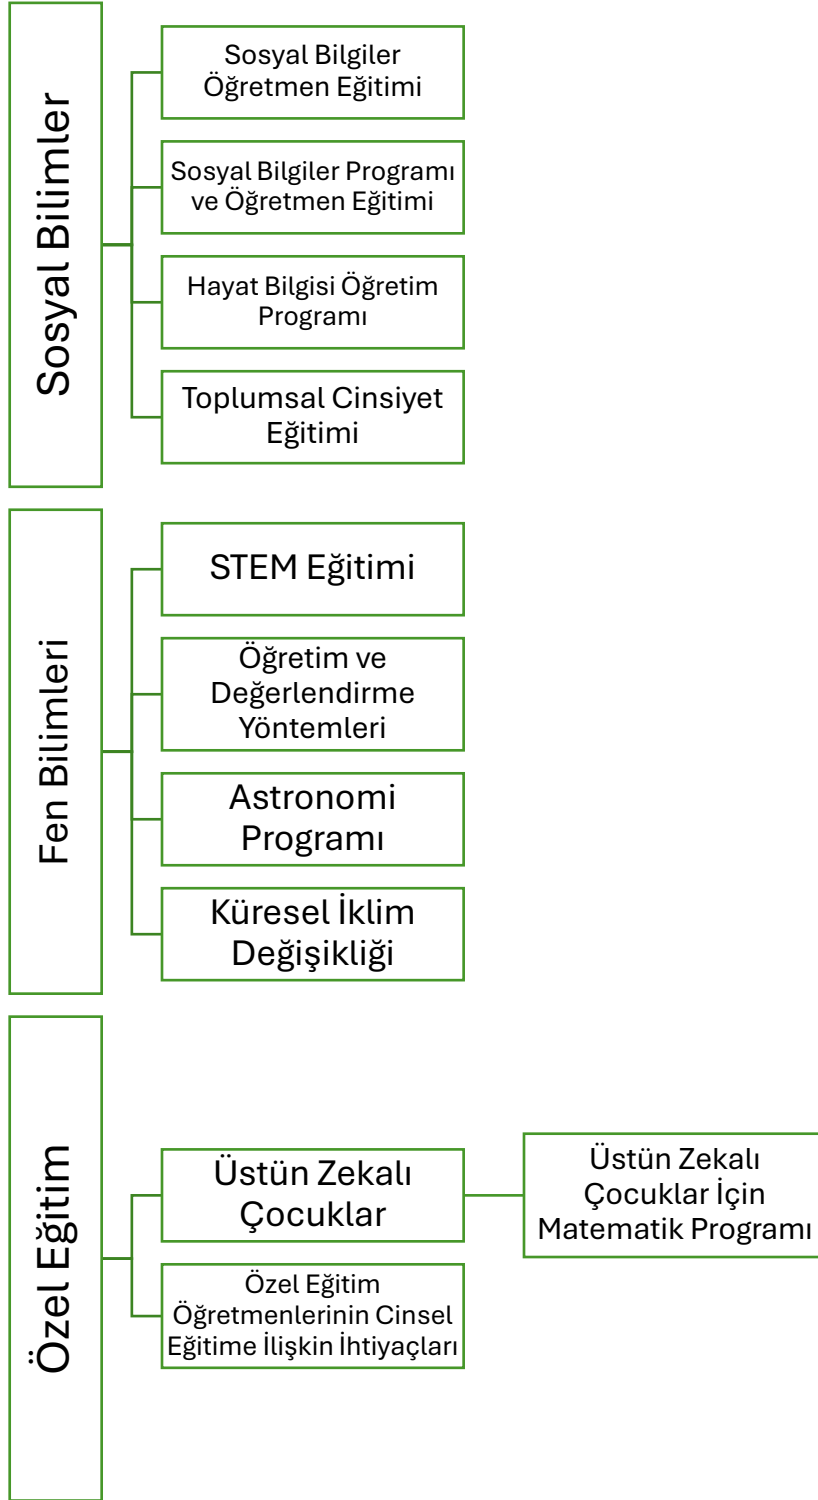 Sosyal Bilimler
Sosyal Bilgiler
Öğretmen Eğitimi
Sosyal Bilgiler Programı
ve Öğretmen Eğitimi
Hayat Bilgisi Öğretim
Programı
Toplumsal Cinsiyet
Eğitimi
Fen Bilimleri
STEM Eğitimi
Öğretim ve
Değerlendirme
Yöntemleri
Astronomi
Programı
Küresel İklim
Değişikliği
Özel Eğitim
Üstün Zekalı
Çocuklar
Üstün Zekalı
Çocuklar İçin
Matematik Programı
Özel Eğitim
Öğretmenlerinin Cinsel
Eğitime İlişkin İhtiyaçları